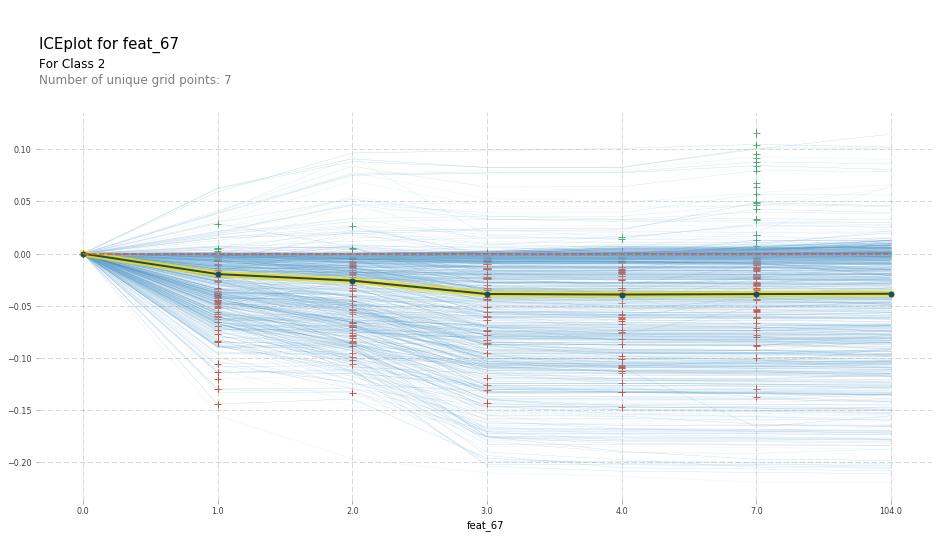 ICEplot for feat_67
For Class 2
Number of unique grid points: 7
0.10
0.05
0.00
−0.05
−0.10
−0.15
−0.20
0.0 1.0 2.0 3.0 4.0 7.0 104.0
feat_67